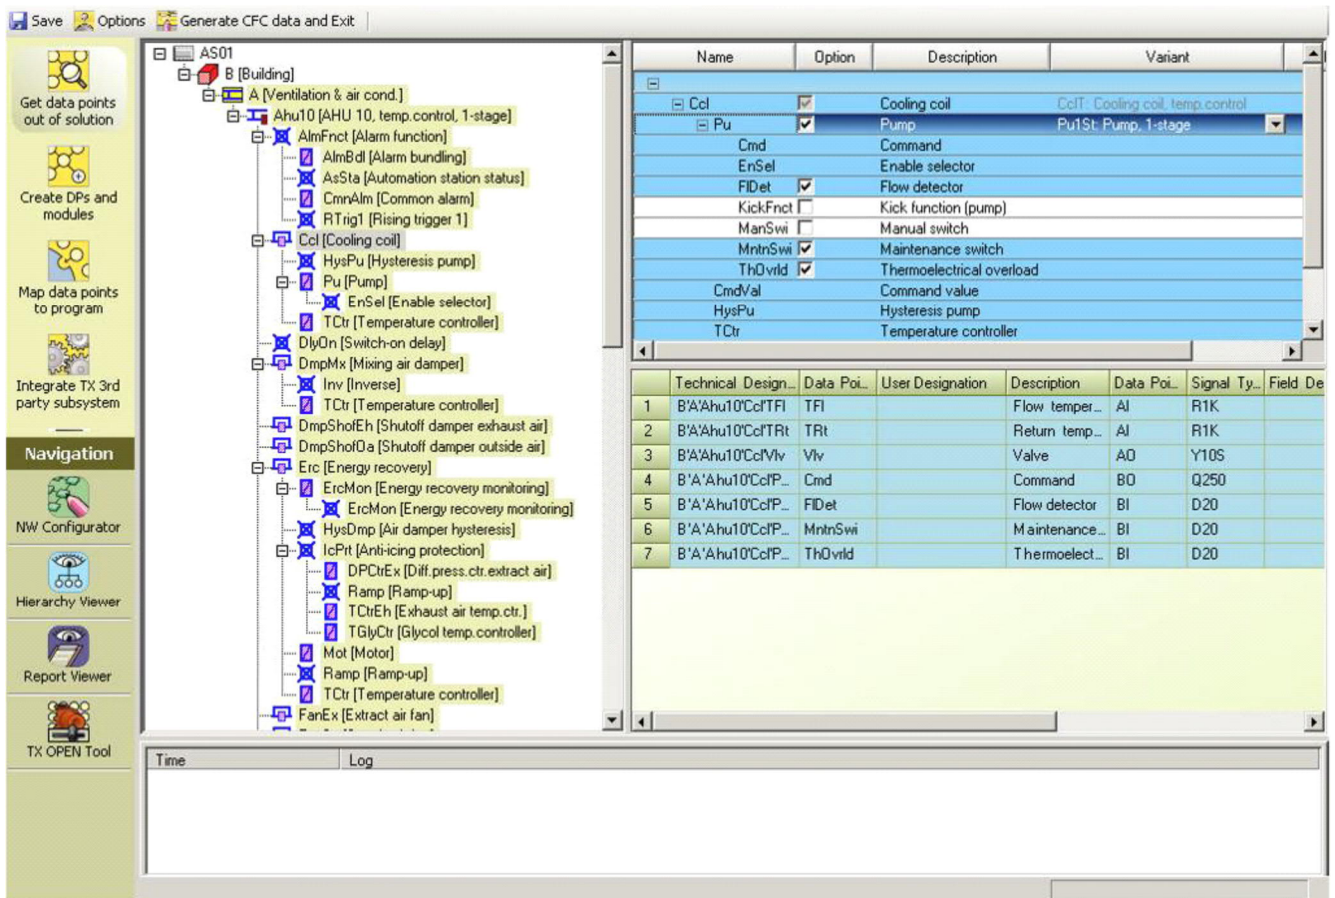 Save Options Generate CFC data and Exit
Get data points
out of solution
Create DPs and
modules
Map data points
to program
Integrate TX 3rd
party subsystem
Navigation
NW Configurator
Hierarchy Viewer
Report Viewer
TX OPEN Tool
AS01
B [Building]
A [Ventilation & air cond.]
Ahu10 [AHU 10, temp.control, 1-stage]
AlmFnct [Alarm function]
AlmBdl [Alarm bundling]
AsSta [Automation station status]
CmnAlm [Common alarm]
RTrig1 [Rising trigger 1]
Ccl [Cooling coil]
HysPu [Hysteresis pump]
Pu [Pump]
EnSel [Enable selector]
TCtr [Temperature controller]
DlyOn [Switch-on delay]
DmpMx [Mixing air damper]
Inv [Inverse]
TCtr [Temperature controller]
DmpShofEh [Shutoff damper exhaust air]
DmpShofOa [Shutoff damper outside air]
Erc [Energy recovery]
ErcMon [Energy recovery monitoring]
ErcMon [Energy recovery monitoring]
HysDmp [Air damper hysteresis]
IcPrt [Anti-icing protection]
DPCtrEx [Diff.press.ctr.extract air]
Ramp [Ramp-up]
TCtrEh [Exhaust air temp.ctr.]
TGlyCtr [Glycol temp.controller]
Mot [Motor]
Ramp [Ramp-up]
TCtr [Temperature controller]
FanEx [Extract air fan]
Name Option Description Variant
Ccl Cooling coil CclT: Cooling coil, temp.control
Pu Pump Pu1St: Pump, 1-stage
Cmd Command
EnSel Enable selector
FlDet Flow detector
KickFnct Kick function (pump)
ManSwi Manual switch
MntnSwi Maintenance switch
ThOvrld Thermoelectrical overload
CmdVal Command value
HysPu Hysteresis pump
TCtr Temperature controller
Technical Design... Data Poi... User Designation Description Data Poi... Signal Ty... Field De
1 B'A'Ahu10'Ccl'TFl TFl Flow temper... AI R1K
2 B'A'Ahu10'Ccl'TRt TRt Return temp... AI R1K
3 B'A'Ahu10'Ccl'Vlv Vlv Valve AO Y10S
4 B'A'Ahu10'Ccl'P... Cmd Command BO Q250
5 B'A'Ahu10'Ccl'P... FlDet Flow detector BI D20
6 B'A'Ahu10'Ccl'P... MntnSwi Maintenance... BI D20
7 B'A'Ahu10'Ccl'P... ThOvrld Thermoelect... BI D20
Time Log